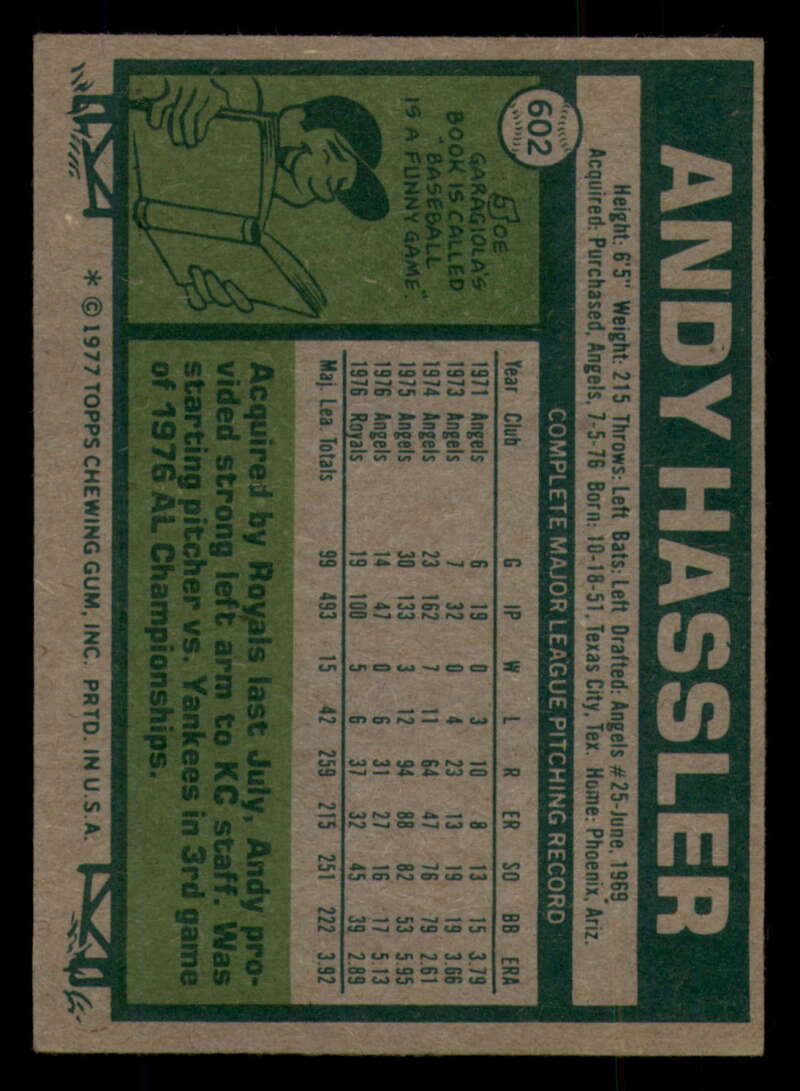 602
ANDY HASSLER
Height: 6'5" Weight: 215 Throws: Left Bats: Left Drafted: Angels #25-June, 1969
Acquired: Purchased, Angels, 7-5-76 Born: 10-18-51, Texas City, Tex. Home: Phoenix, Ariz.
JOE
GARAGIOLA'S
BOOK IS CALLED
"BASEBALL
IS A FUNNY GAME."
COMPLETE MAJOR LEAGUE PITCHING RECORD
Year Club G IP W L R ER SO BB ERA
1971 Angels 6 19 0 3 10 8 13 15 3.79
1973 Angels 7 32 0 4 23 13 19 19 3.66
1974 Angels 23 162 7 11 64 47 76 79 2.61
1975 Angels 30 133 3 12 94 88 82 53 5.95
1976 Angels 14 47 0 6 31 27 16 17 5.13
1976 Royals 19 100 5 6 37 32 45 39 2.89
Maj. Lea. Totals 99 493 15 42 259 215 251 222 3.92
Acquired by Royals last July, Andy pro-
vided strong left arm to KC staff. Was
starting pitcher vs. Yankees in 3rd game
of 1976 AL Championships.
* © 1977 TOPPS CHEWING GUM, INC. PRTD. IN U.S.A.